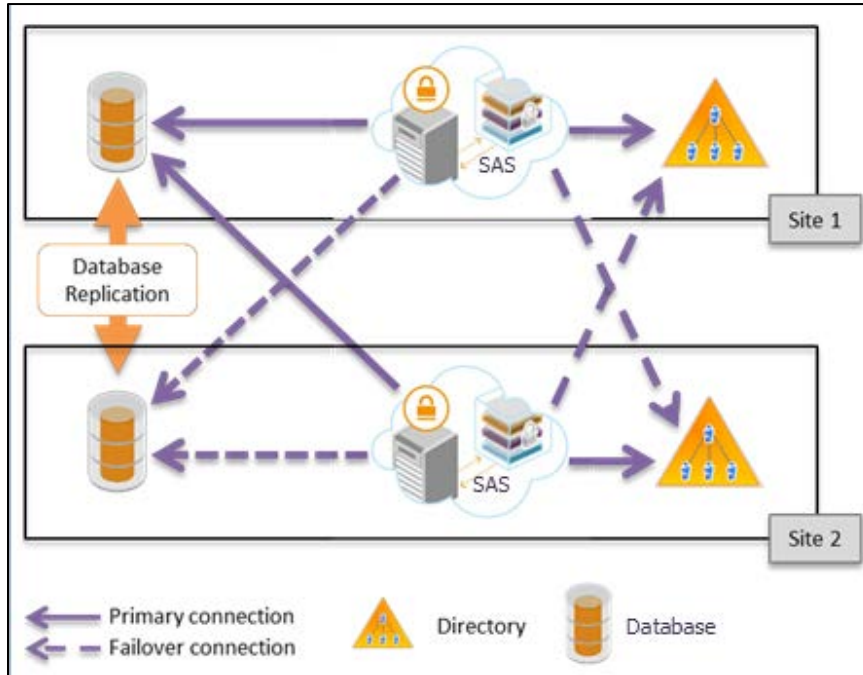 SAS
Site 1
Database
Replication
SAS
Site 2
Primary connection
Failover connection
Directory
Database